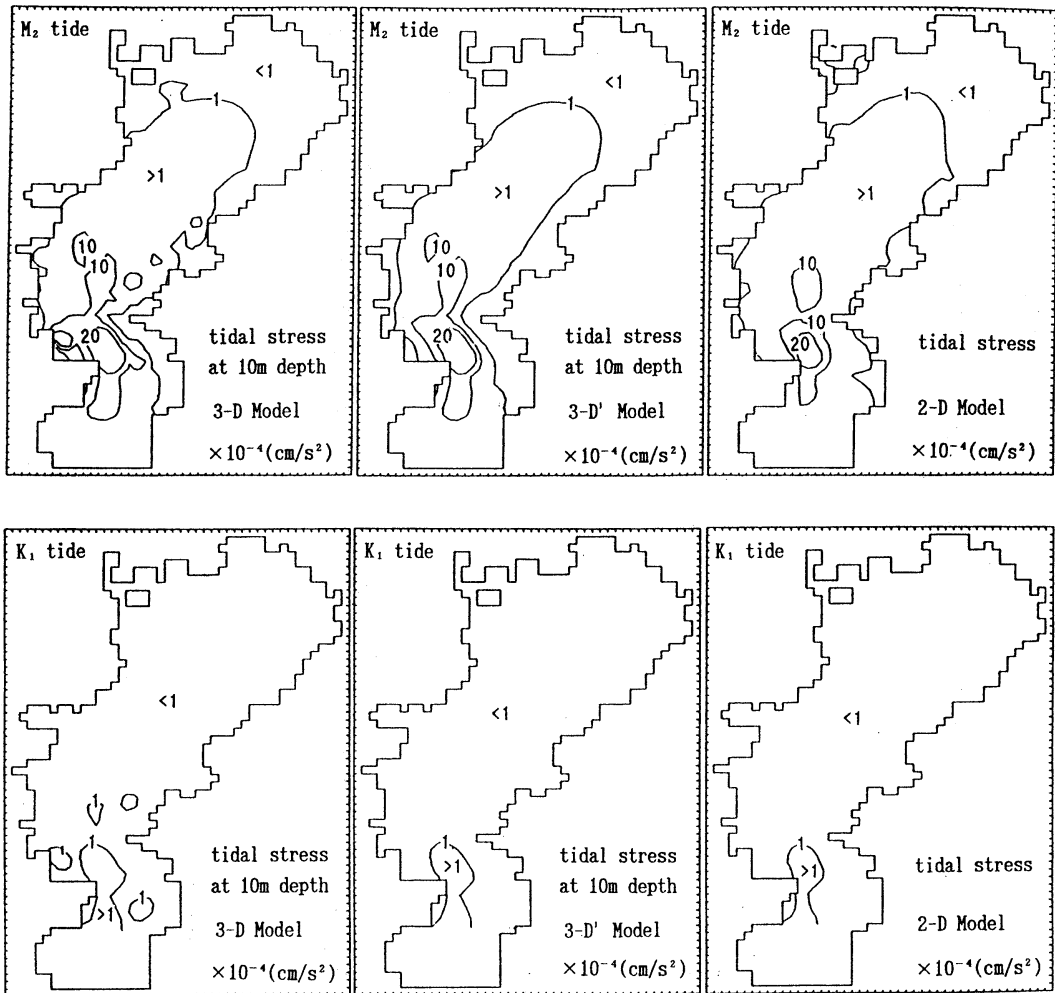 M₂ tide
<1
1
>1
10
10
20
tidal stress
at 10m depth
3-D Model
×10⁻⁴(cm/s²)
M₂ tide
<1
1
>1
10
10
20
tidal stress
at 10m depth
3-D' Model
×10⁻⁴(cm/s²)
M₂ tide
<1
1
>1
10
10
20
tidal stress
2-D Model
×10⁻⁴(cm/s²)
K₁ tide
<1
1
1
1
>1
1
tidal stress
at 10m depth
3-D Model
×10⁻⁴(cm/s²)
K₁ tide
<1
1
>1
tidal stress
at 10m depth
3-D' Model
×10⁻⁴(cm/s²)
K₁ tide
<1
1
>1
tidal stress
2-D Model
×10⁻⁴(cm/s²)